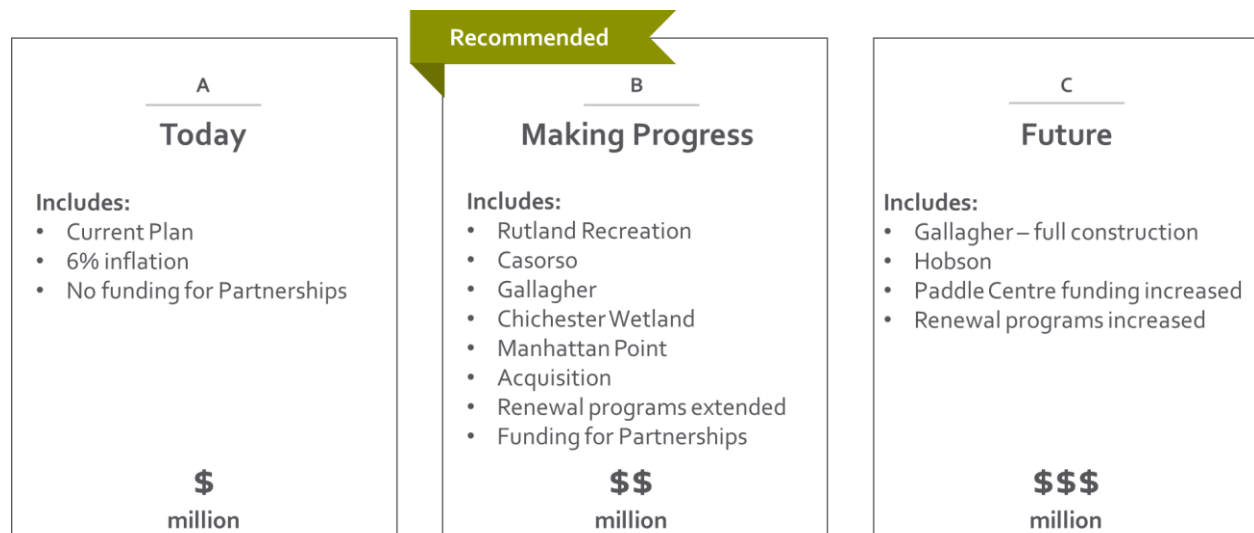 Recommended
A
Today
Includes:
• Current Plan
• 6% inflation
• No funding for Partnerships
$
million
B
Making Progress
Includes:
• Rutland Recreation
• Casorso
• Gallagher
• Chichester Wetland
• Manhattan Point
• Acquisition
• Renewal programs extended
• Funding for Partnerships
$$
million
C
Future
Includes:
• Gallagher – full construction
• Hobson
• Paddle Centre funding increased
• Renewal programs increased
$$$
million